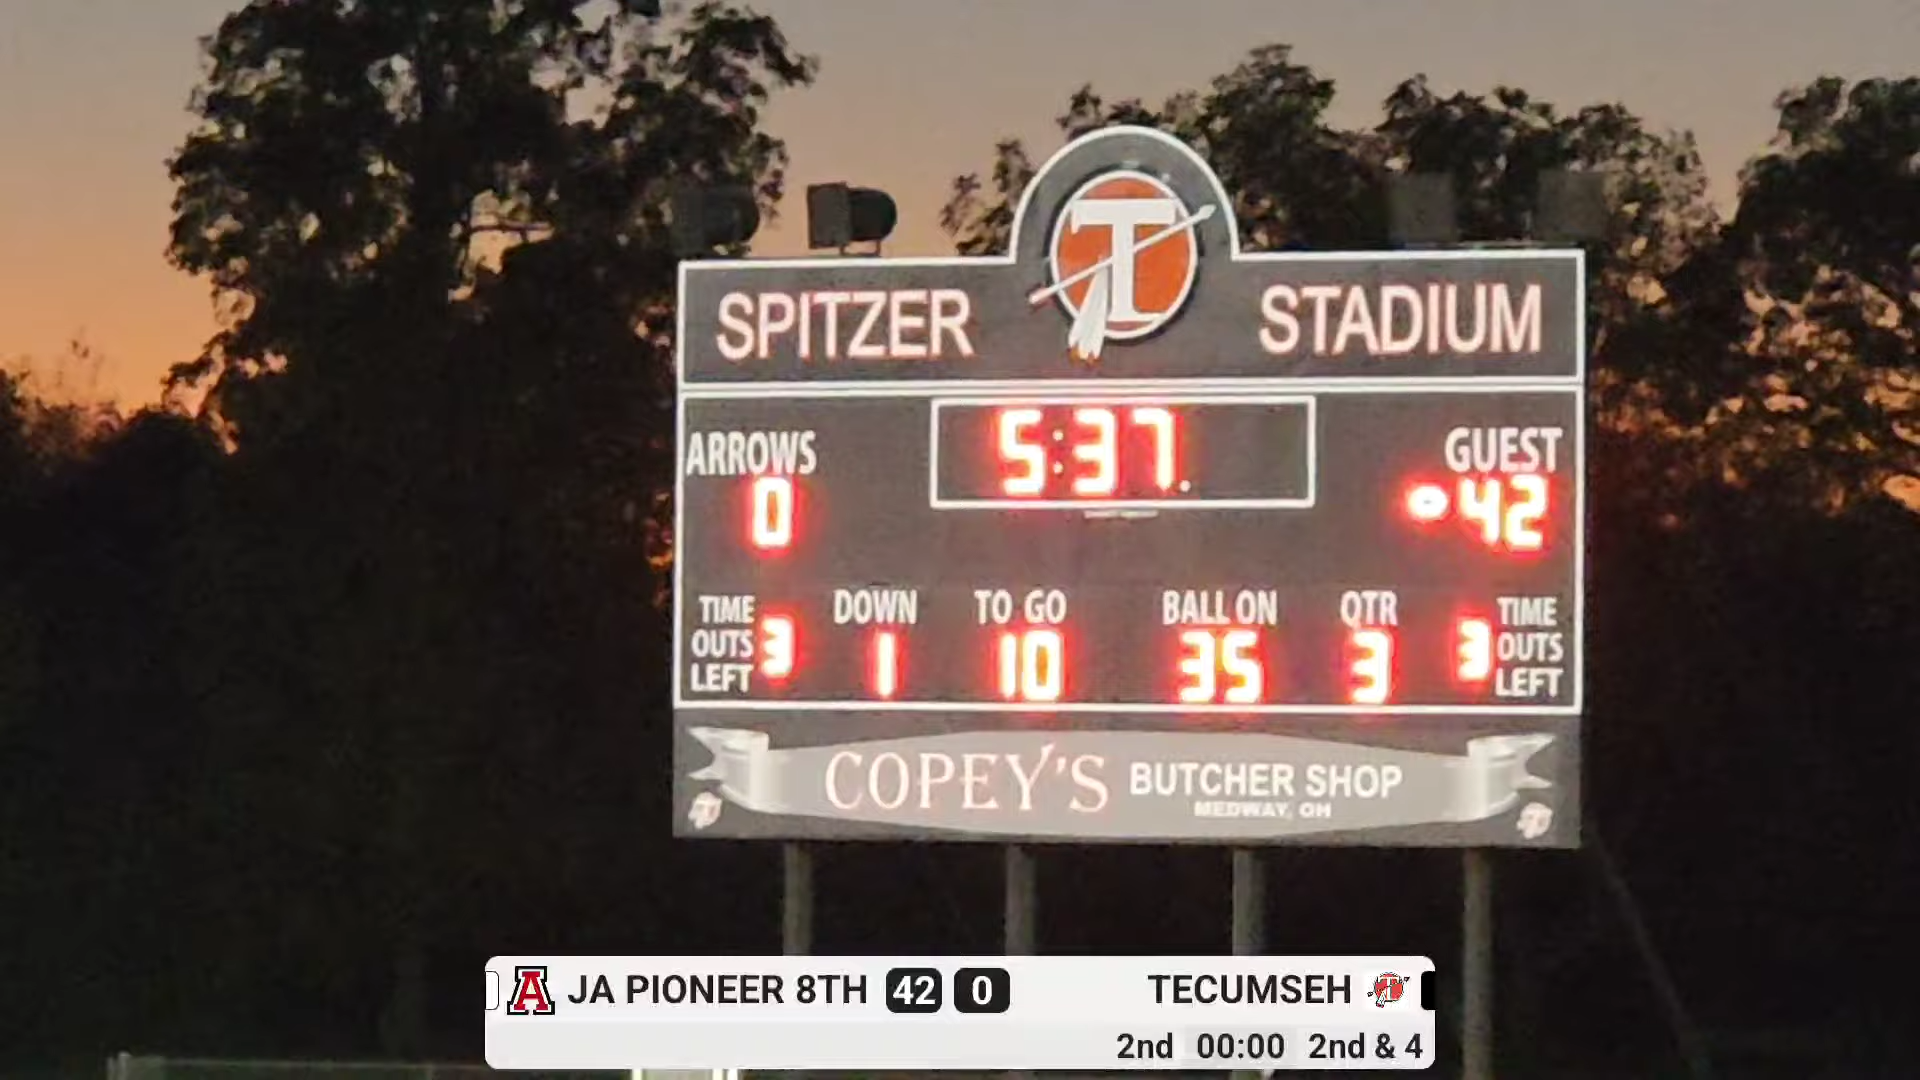 T
SPITZER STADIUM
5:37
ARROWS GUEST
0 42
TIME OUTS LEFT 3
DOWN 1
TO GO 10
BALL ON 35
QTR 3
3 TIME OUTS LEFT
COPEY'S BUTCHER SHOP
MEDWAY, OH
A JA PIONEER 8TH 42 0 TECUMSEH T
2nd 00:00 2nd & 4